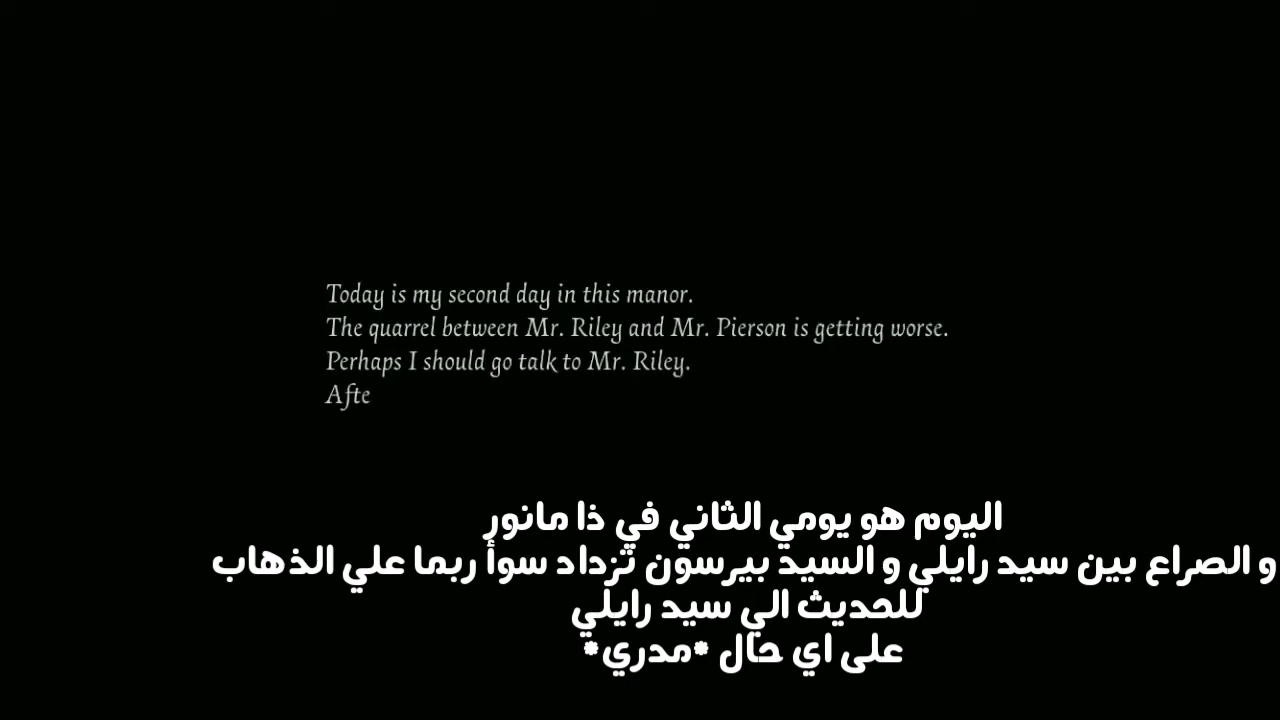 Today is my second day in this manor.
The quarrel between Mr. Riley and Mr. Pierson is getting worse.
Perhaps I should go talk to Mr. Riley.
Afte
اليوم هو يومي الثاني في ذا مانور
و الصراع بين سيد رايلي و السيد بيرسون تزداد سوأ ربما علي الذهاب
للحديث الي سيد رايلي
على اي حال *مدري*